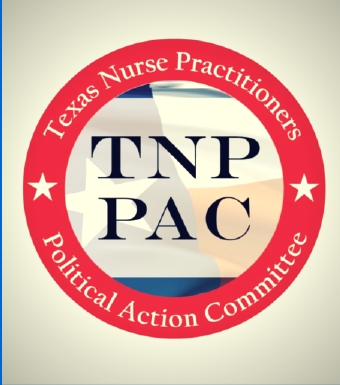 Texas Nurse Practitioners
TNP
PAC
Political Action Committee